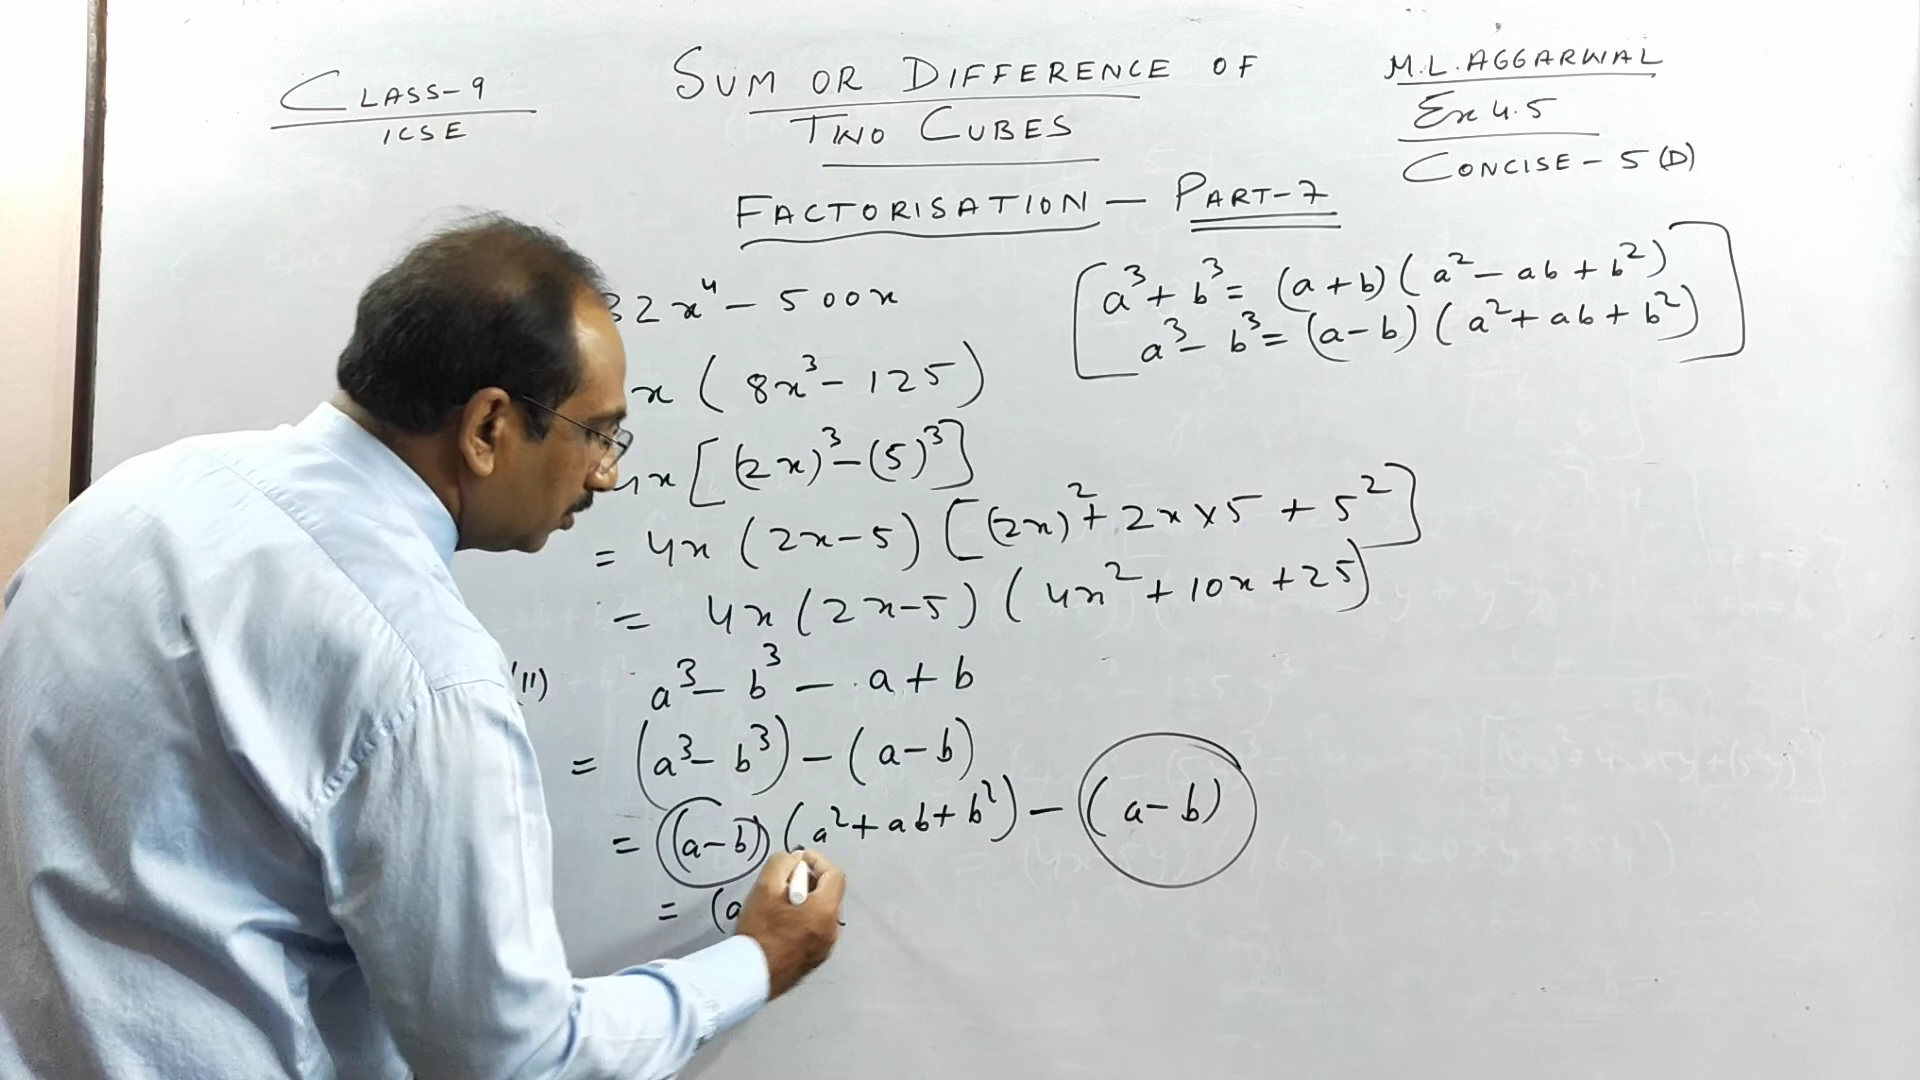 CLASS-9
ICSE
SUM OR DIFFERENCE OF
TWO CUBES
FACTORISATION — PART-7
M.L. AGGARWAL
Ex 4.5
CONCISE - 5 (D)
a³ + b³ = (a + b) (a² - ab + b²)
a³ - b³ = (a - b) (a² + ab + b²)
32x⁴ - 500x
x (8x³ - 125)
4x [(2x)³ - (5)³]
= 4x (2x - 5) [(2x)² + 2x × 5 + 5²]
= 4x (2x - 5) (4x² + 10x + 25)
(11) a³ - b³ - a + b
= (a³ - b³) - (a - b)
= (a - b) (a² + ab + b²) - (a - b)
= (a